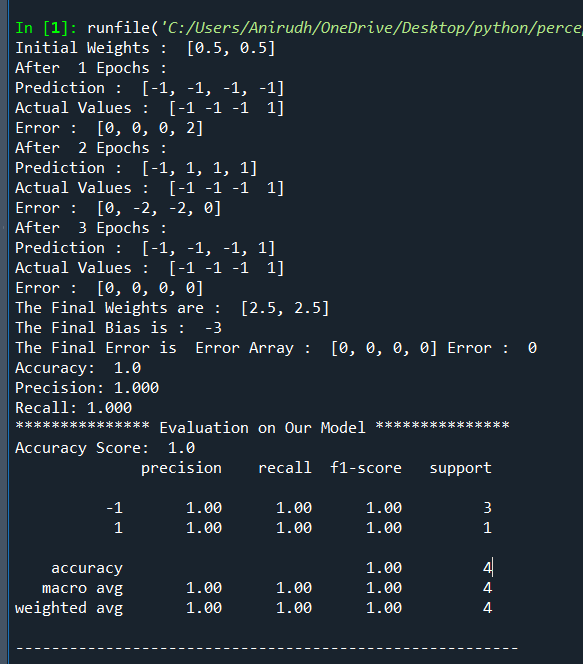 In [1]: runfile('C:/Users/Anirudh/OneDrive/Desktop/python/perce
Initial Weights :  [0.5, 0.5]
After  1 Epochs :
Prediction :  [-1, -1, -1, -1]
Actual Values :  [-1 -1 -1  1]
Error :  [0, 0, 0, 2]
After  2 Epochs :
Prediction :  [-1, 1, 1, 1]
Actual Values :  [-1 -1 -1  1]
Error :  [0, -2, -2, 0]
After  3 Epochs :
Prediction :  [-1, -1, -1, 1]
Actual Values :  [-1 -1 -1  1]
Error :  [0, 0, 0, 0]
The Final Weights are :  [2.5, 2.5]
The Final Bias is :  -3
The Final Error is  Error Array :  [0, 0, 0, 0] Error :  0
Accuracy:  1.0
Precision: 1.000
Recall: 1.000
*************** Evaluation on Our Model ***************
Accuracy Score:  1.0
              precision    recall  f1-score   support
          -1       1.00      1.00      1.00         3
           1       1.00      1.00      1.00         1
    accuracy                           1.00         4
   macro avg       1.00      1.00      1.00         4
weighted avg       1.00      1.00      1.00         4
--------------------------------------------------------